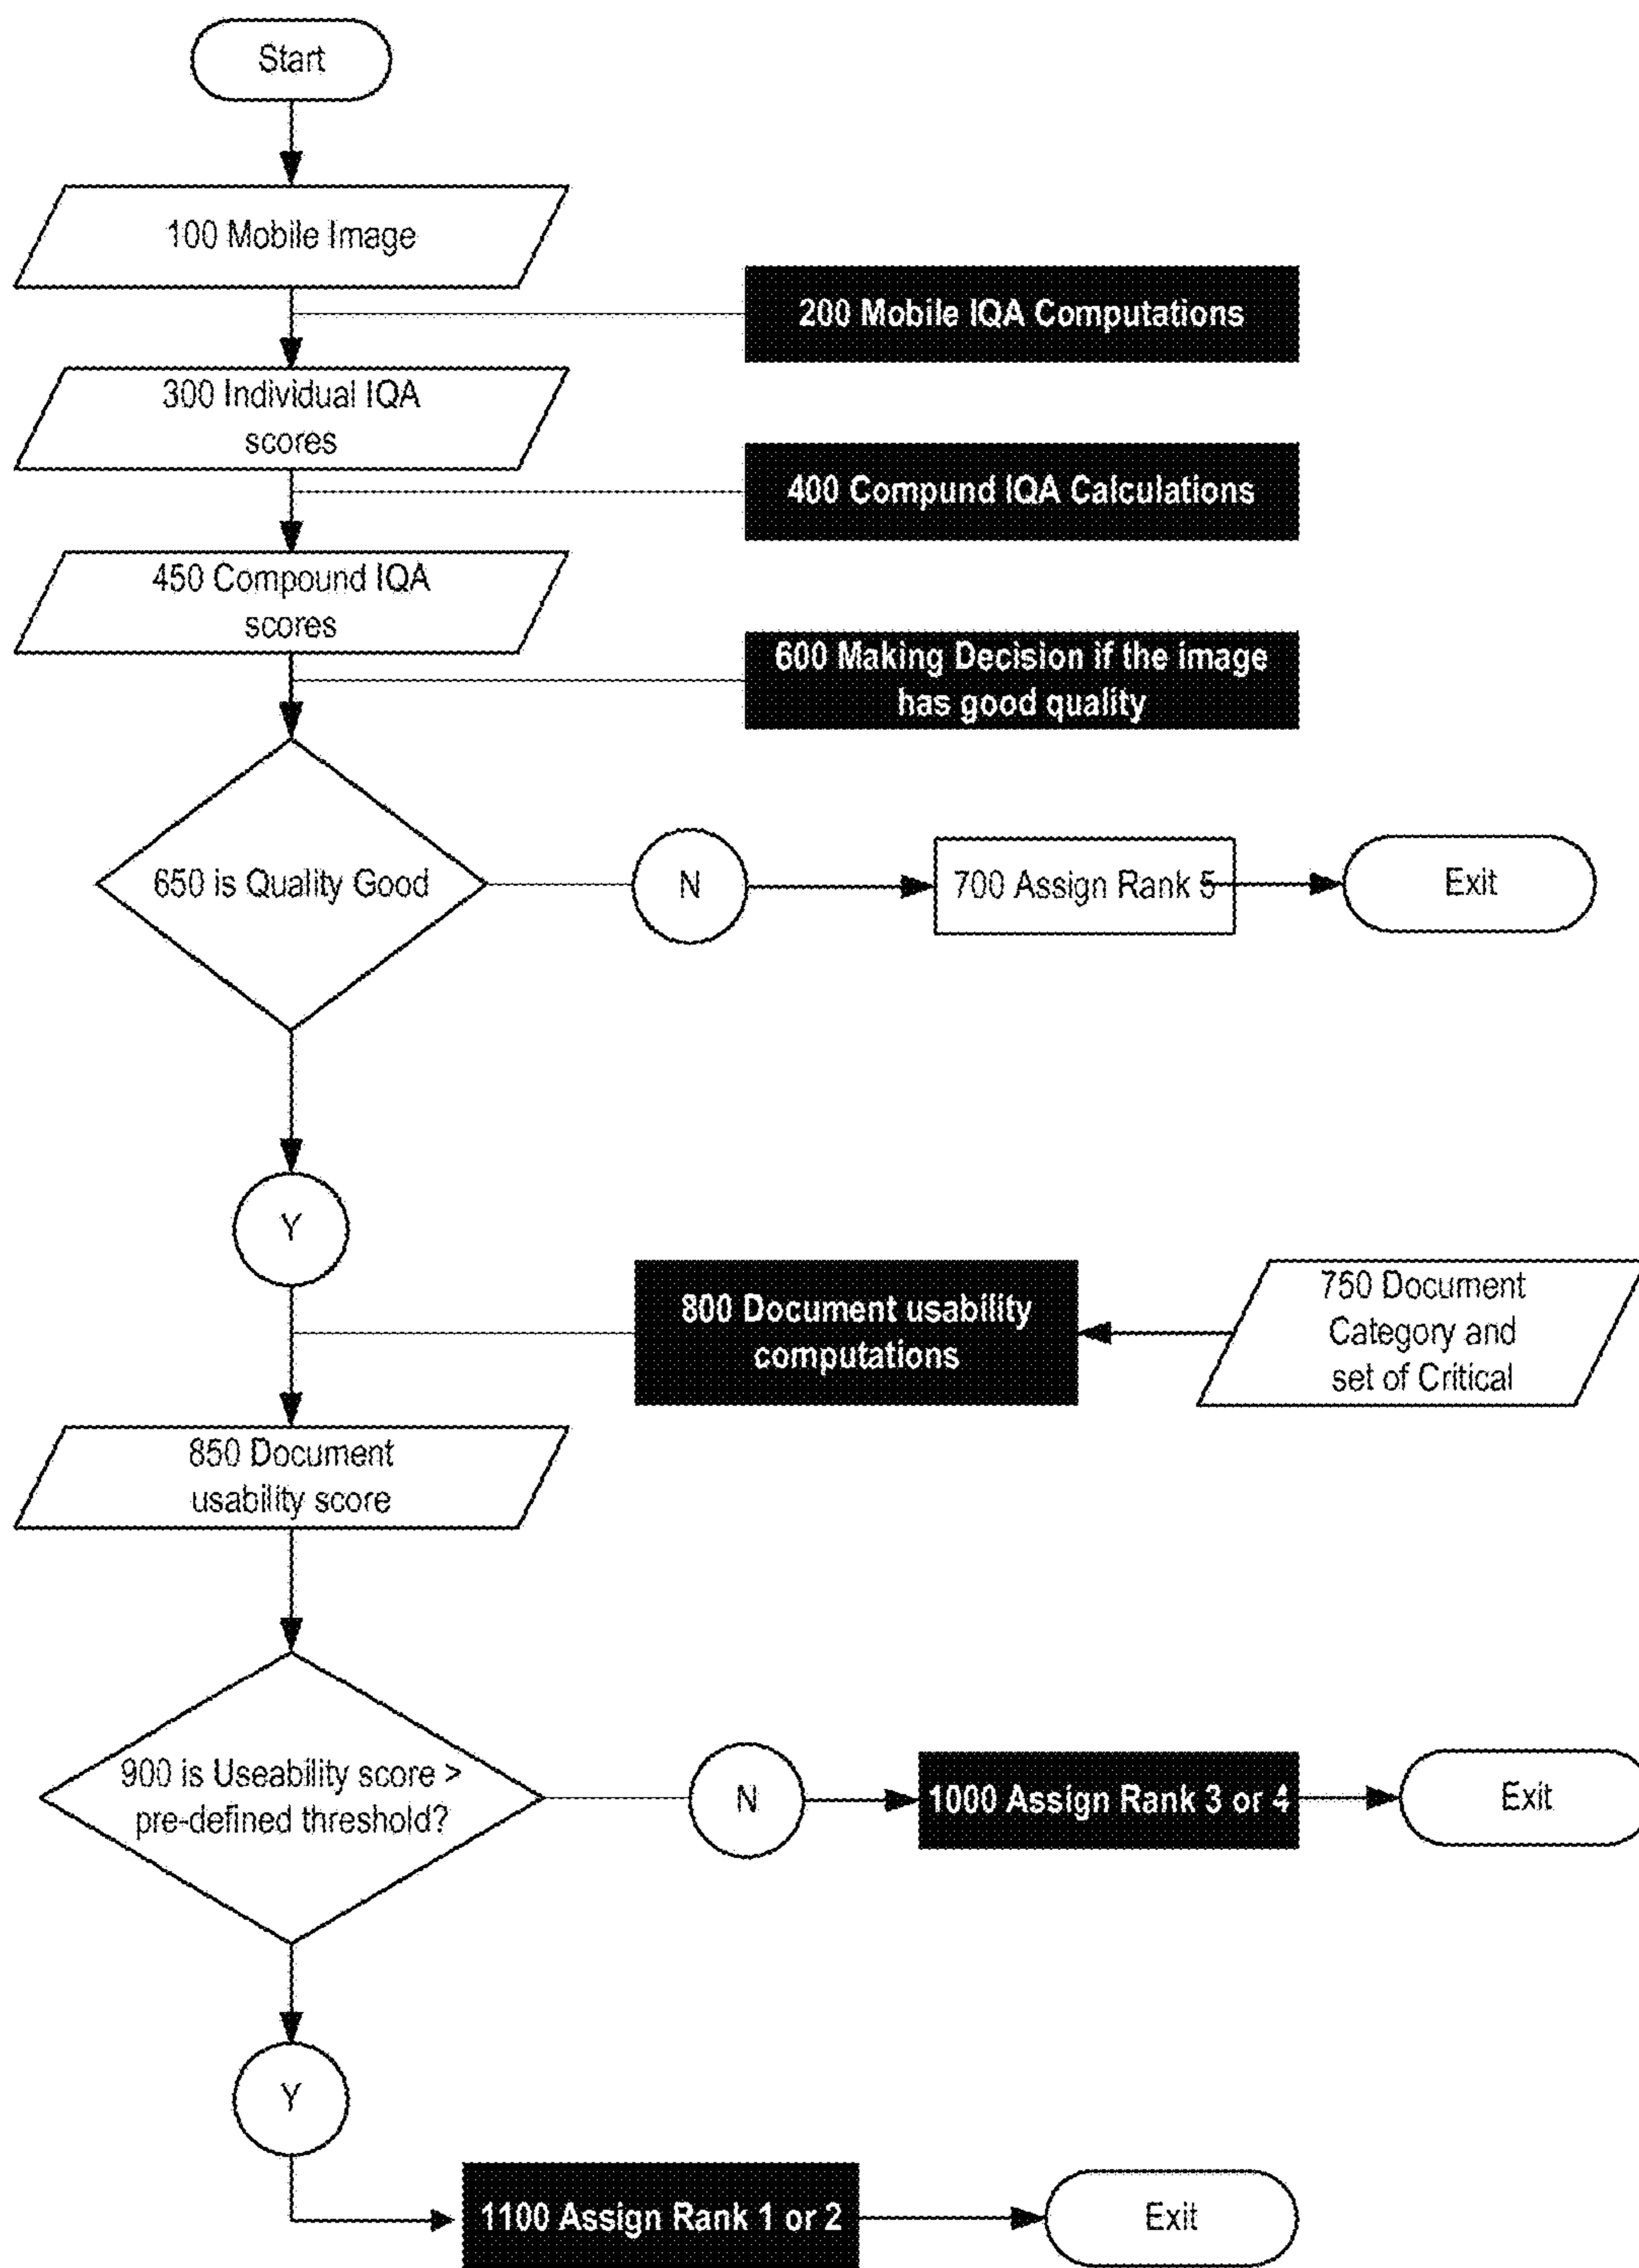 Start
100 Mobile Image
200 Mobile IQA Computations
300 Individual IQA
scores
400 Compund IQA Calculations
450 Compound IQA
scores
600 Making Decision if the image
has good quality
650 is Quality Good
N
700 Assign Rank 5
Exit
Y
800 Document usability
computations
750 Document
Category and
set of Critical
850 Document
usability score
900 is Useability score >
pre-defined threshold?
N
1000 Assign Rank 3 or 4
Exit
Y
1100 Assign Rank 1 or 2
Exit